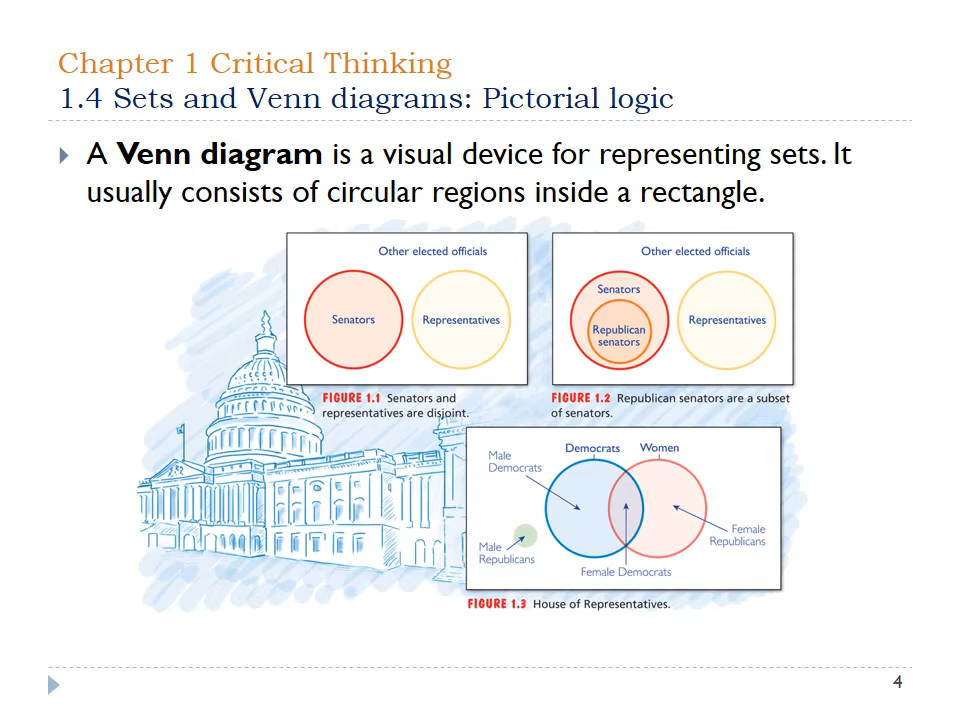 Chapter 1 Critical Thinking
1.4 Sets and Venn diagrams: Pictorial logic
A Venn diagram is a visual device for representing sets. It
usually consists of circular regions inside a rectangle.
Other elected officials
Senators
Representatives
FIGURE 1.1 Senators and
representatives are disjoint.
Other elected officials
Senators
Republican
senators
Representatives
FIGURE 1.2 Republican senators are a subset
of senators.
Democrats
Women
Male
Democrats
Female
Republicans
Male
Republicans
Female Democrats
FIGURE 1.3 House of Representatives.
4